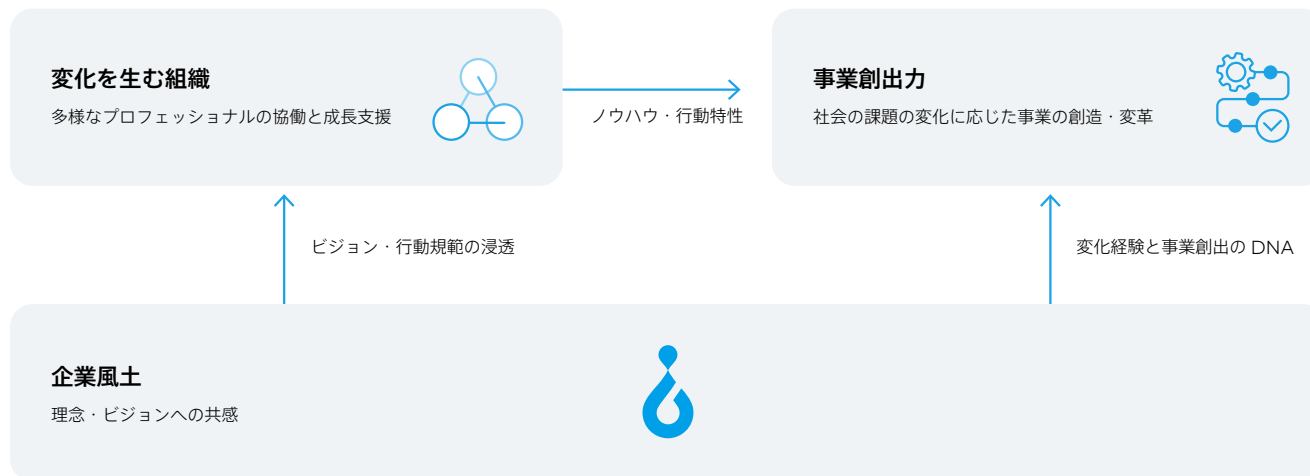 変化を生む組織
多様なプロフェッショナルの協働と成長支援
ノウハウ・行動特性
事業創出力
社会の課題の変化に応じた事業の創造・変革
ビジョン・行動規範の浸透
変化経験と事業創出の DNA
企業風土
理念・ビジョンへの共感